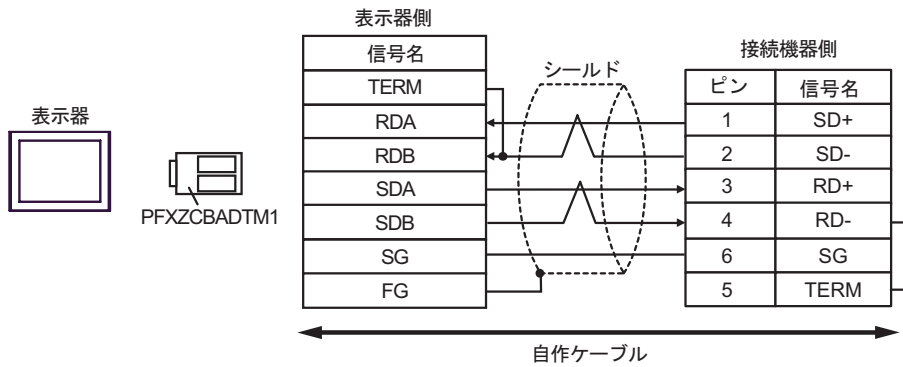 表示器
PFXZCBADTM1
表示器側
信号名
TERM
RDA
RDB
SDA
SDB
SG
FG
シールド
接続機器側
ピン 信号名
1 SD+
2 SD-
3 RD+
4 RD-
6 SG
5 TERM
自作ケーブル